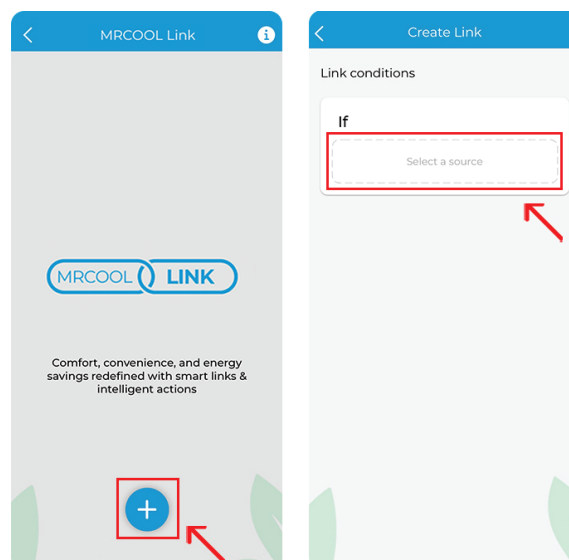 MRCOOL Link
i
MRCOOL LINK
Comfort, convenience, and energy
savings redefined with smart links &
intelligent actions
+
Create Link
Link conditions
If
Select a source